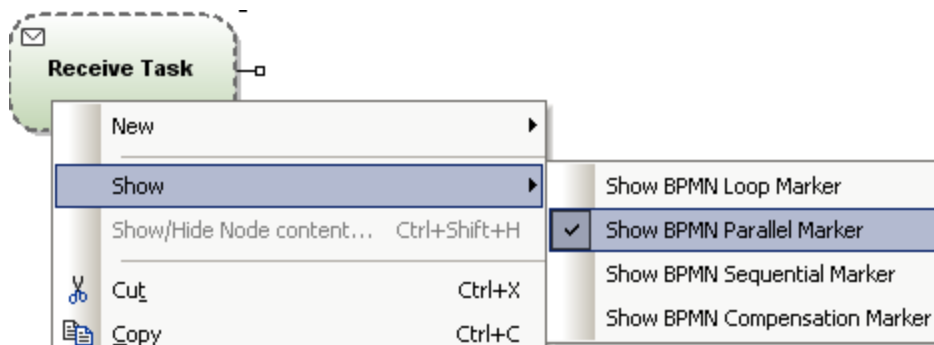 Receive Task
New
Show
Show/Hide Node content... Ctrl+Shift+H
Cut Ctrl+X
Copy Ctrl+C
Show BPMN Loop Marker
Show BPMN Parallel Marker
Show BPMN Sequential Marker
Show BPMN Compensation Marker